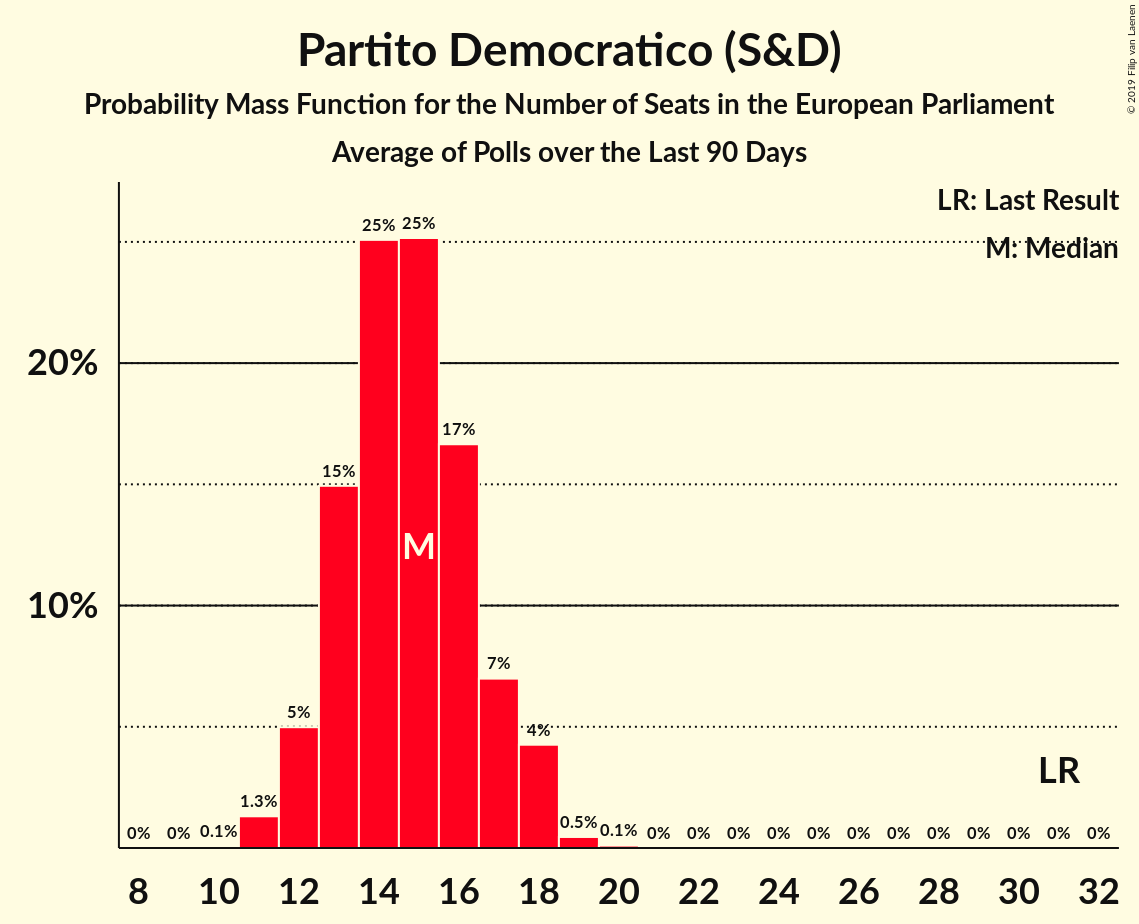 Partito Democratico (S&D)
Probability Mass Function for the Number of Seats in the European Parliament
Average of Polls over the Last 90 Days
© 2019 Filip van Laenen
LR: Last Result
M: Median
25% 25%
20%
17%
15%
M
10%
7%
5%
4%
LR
1.3%
0.5%
0% 0% 0.1% 0.1% 0% 0% 0% 0% 0% 0% 0% 0% 0% 0% 0% 0%
8 10 12 14 16 18 20 22 24 26 28 30 32